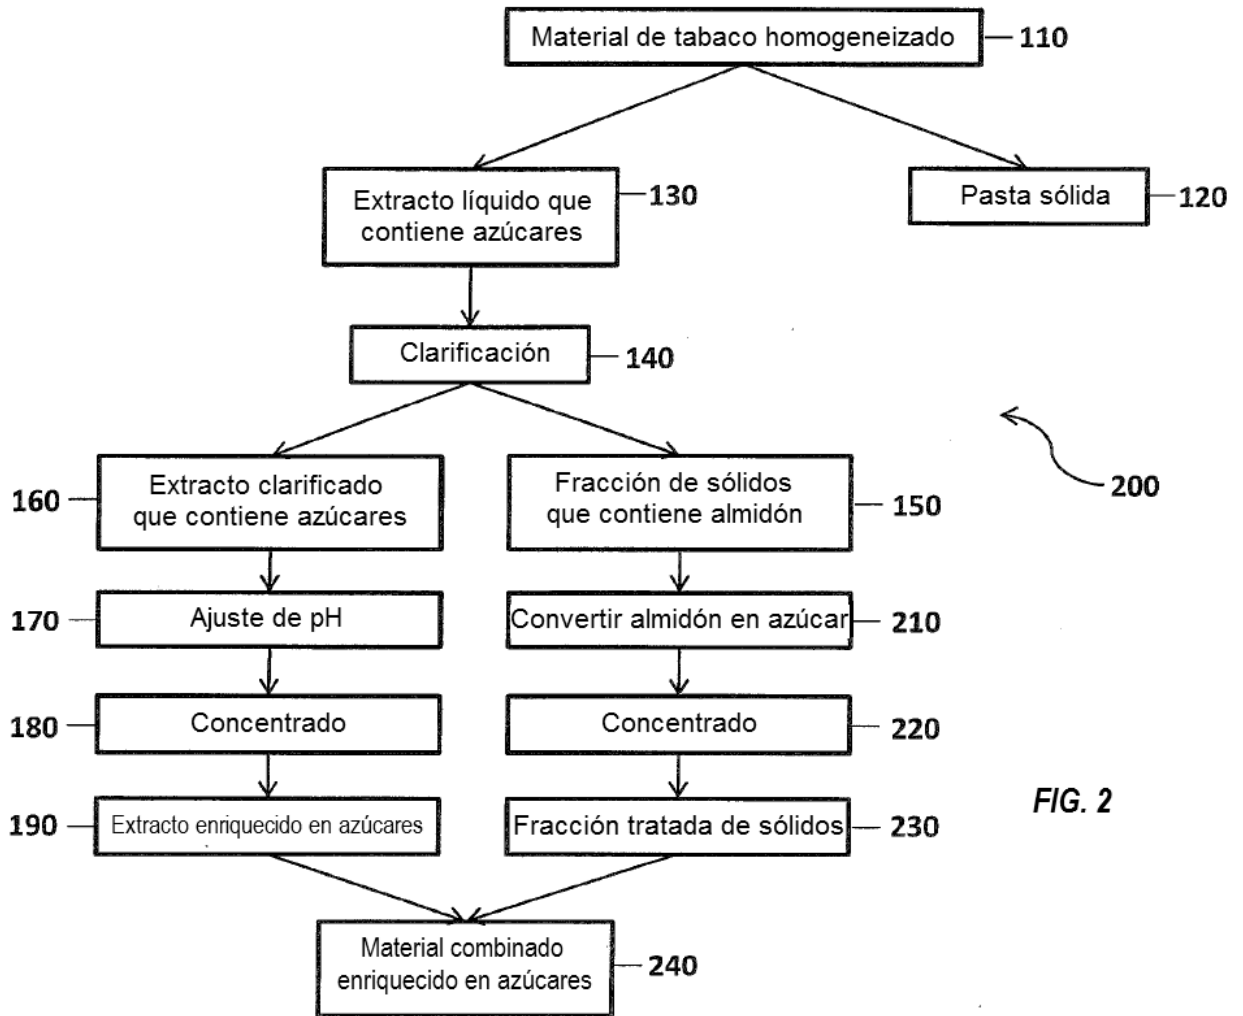 Material de tabaco homogeneizado
110
Extracto líquido que
contiene azúcares
130
Pasta sólida
120
Clarificación
140
160
Extracto clarificado
que contiene azúcares
Fracción de sólidos
que contiene almidón
150
200
170
Ajuste de pH
Convertir almidón en azúcar
210
180
Concentrado
Concentrado
220
190
Extracto enriquecido en azúcares
Fracción tratada de sólidos
230
FIG. 2
Material combinado
enriquecido en azúcares
240